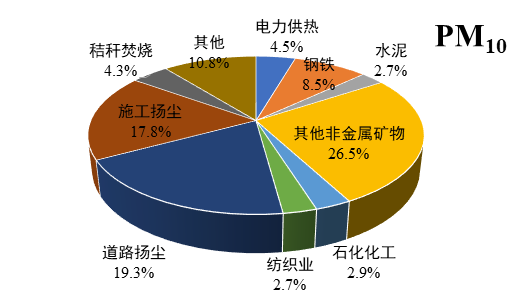 PM10
电力供热
4.5%
钢铁
8.5%
水泥
2.7%
其他非金属矿物
26.5%
石化化工
2.9%
纺织业
2.7%
道路扬尘
19.3%
施工扬尘
17.8%
秸秆焚烧
4.3%
其他
10.8%